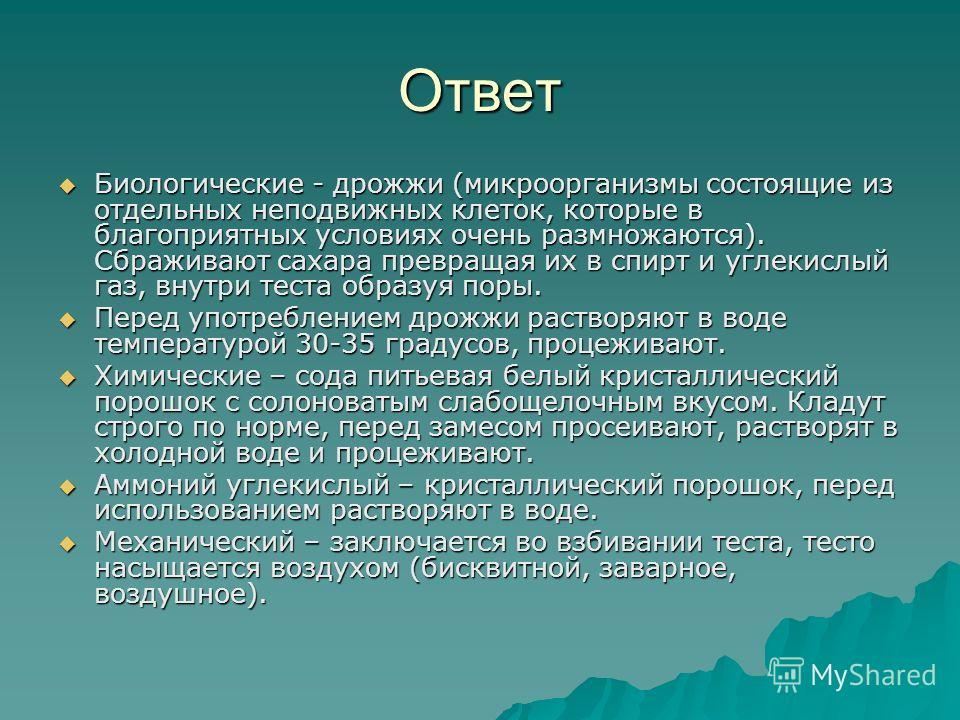 Ответ
Биологические - дрожжи (микроорганизмы состоящие из
отдельных неподвижных клеток, которые в
благоприятных условиях очень размножаются).
Сбраживают сахара превращая их в спирт и углекислый
газ, внутри теста образуя поры.
Перед употреблением дрожжи растворяют в воде
температурой 30-35 градусов, процеживают.
Химические – сода питьевая белый кристаллический
порошок с солоноватым слабощелочным вкусом. Кладут
строго по норме, перед замесом просеивают, растворят в
холодной воде и процеживают.
Аммоний углекислый – кристаллический порошок, перед
использованием растворяют в воде.
Механический – заключается во взбивании теста, тесто
насыщается воздухом (бисквитной, заварное,
воздушное).
MyShared